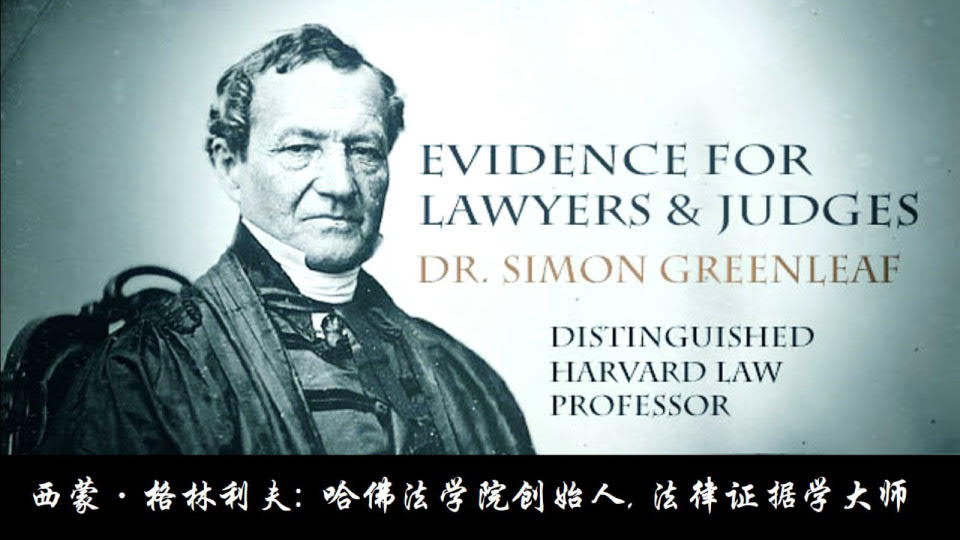 EVIDENCE FOR
LAWYERS & JUDGES
DR. SIMON GREENLEAF
DISTINGUISHED
HARVARD LAW
PROFESSOR
西蒙·格林利夫: 哈佛法学院创始人, 法律证据学大师